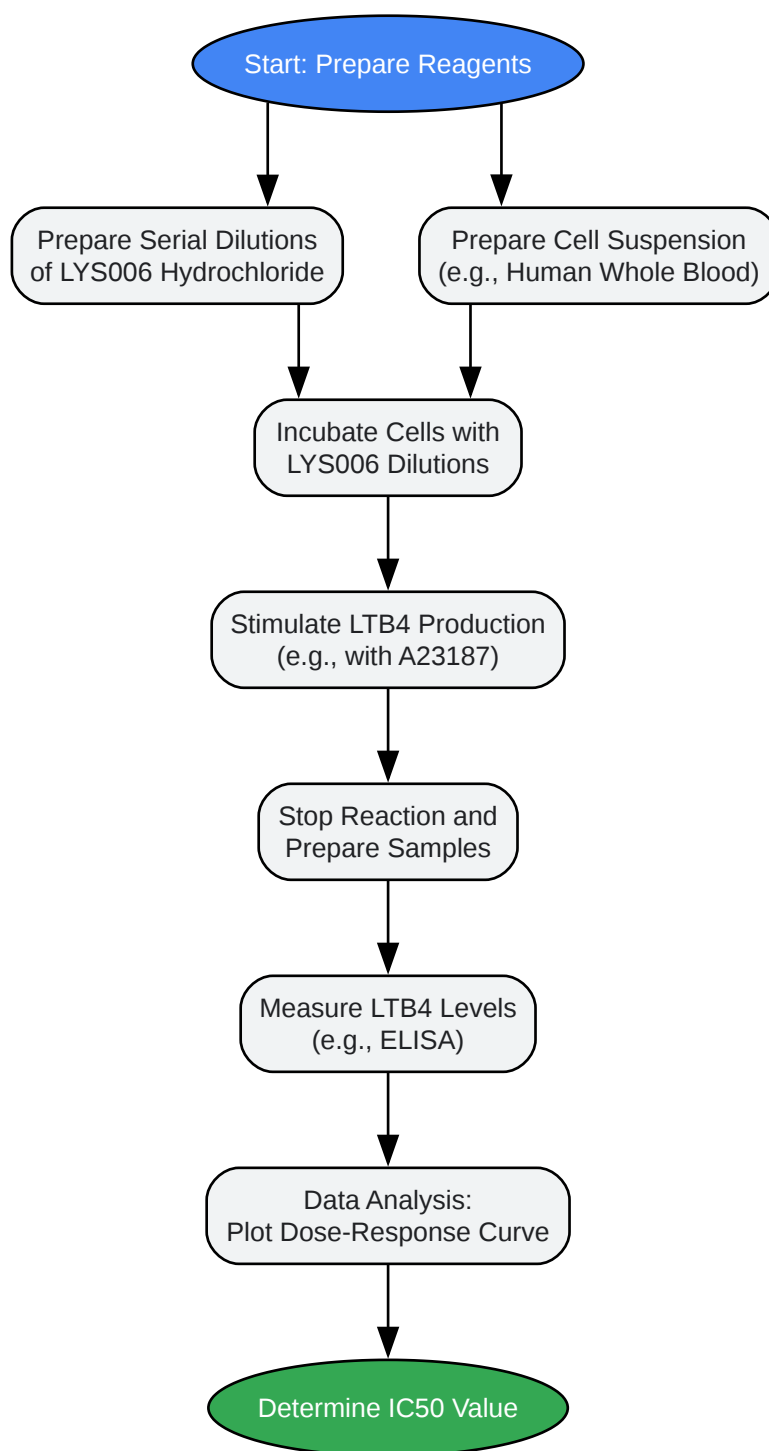 Start: Prepare Reagents
Prepare Serial Dilutions
of LYS006 Hydrochloride
Prepare Cell Suspension
(e.g., Human Whole Blood)
Incubate Cells with
LYS006 Dilutions
Stimulate LTB4 Production
(e.g., with A23187)
Stop Reaction and
Prepare Samples
Measure LTB4 Levels
(e.g., ELISA)
Data Analysis:
Plot Dose-Response Curve
Determine IC50 Value